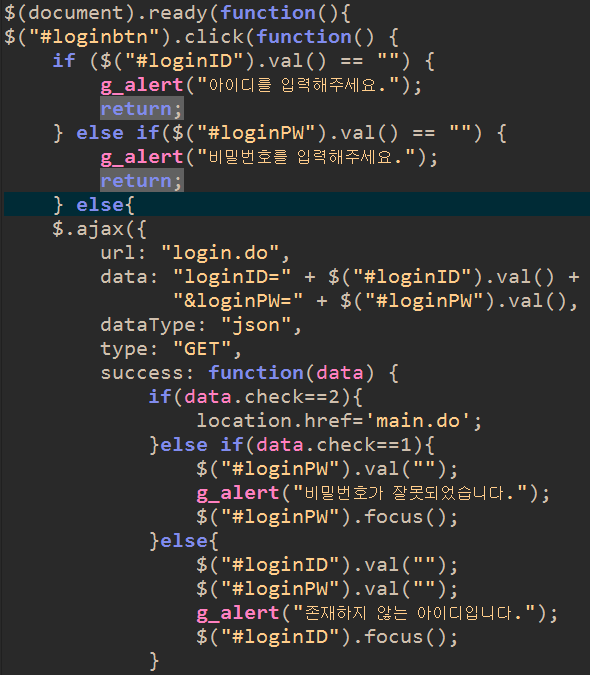 $(document).ready(function(){
$("#loginbtn").click(function() {
    if ($("#loginID").val() == "") {
        g_alert("아이디를 입력해주세요.");
        return;
    } else if($("#loginPW").val() == "") {
        g_alert("비밀번호를 입력해주세요.");
        return;
    } else{
    $.ajax({
        url: "login.do",
        data: "loginID=" + $("#loginID").val() +
              "&loginPW=" + $("#loginPW").val(),
        dataType: "json",
        type: "GET",
        success: function(data) {
            if(data.check==2){
                location.href='main.do';
            }else if(data.check==1){
                $("#loginPW").val("");
                g_alert("비밀번호가 잘못되었습니다.");
                $("#loginPW").focus();
            }else{
                $("#loginID").val("");
                $("#loginPW").val("");
                g_alert("존재하지 않는 아이디입니다.");
                $("#loginID").focus();
            }